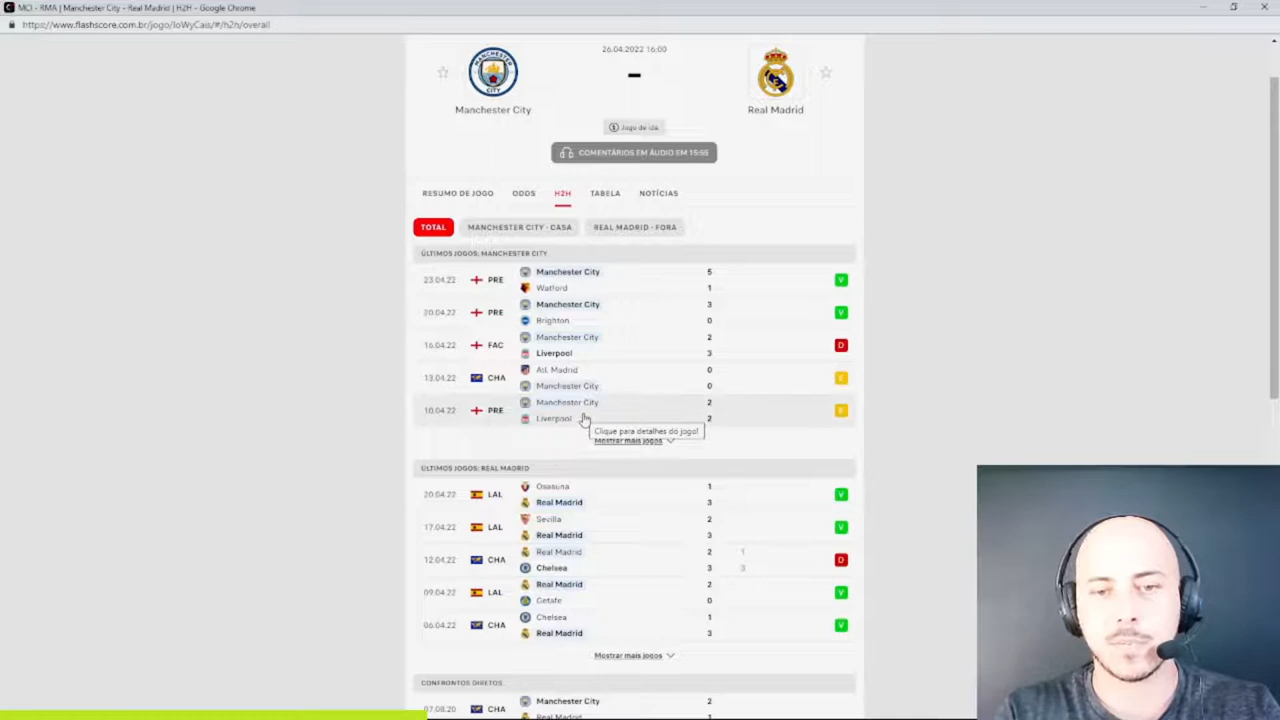 MCI - RMA | Manchester City - Real Madrid | H2H - Google Chrome
https://www.flashscore.com.br/jogo/IoWyCais/#/h2h/overall
26.04.2022 16:00
-
Manchester City
Real Madrid
Jogo de ida
COMENTÁRIOS EM ÁUDIO EM 15:55
RESUMO DE JOGO ODDS H2H TABELA NOTÍCIAS
TOTAL MANCHESTER CITY - CASA REAL MADRID - FORA
ÚLTIMOS JOGOS: MANCHESTER CITY
23.04.22 PRE Manchester City 5 V
Watford 1
20.04.22 PRE Manchester City 3 V
Brighton 0
16.04.22 FAC Manchester City 2 D
Liverpool 3
13.04.22 CHA Atl. Madrid 0 E
Manchester City 0
10.04.22 PRE Manchester City 2 E
Liverpool 2
Clique para detalhes do jogo!
Mostrar mais jogos
ÚLTIMOS JOGOS: REAL MADRID
20.04.22 LAL Osasuna 1 V
Real Madrid 3
17.04.22 LAL Sevilla 2 V
Real Madrid 3
12.04.22 CHA Real Madrid 2 1 D
Chelsea 3 3
09.04.22 LAL Real Madrid 2 V
Getafe 0
06.04.22 CHA Chelsea 1 V
Real Madrid 3
Mostrar mais jogos
CONFRONTOS DIRETOS
07.08.20 CHA Manchester City 2
Real Madrid 1